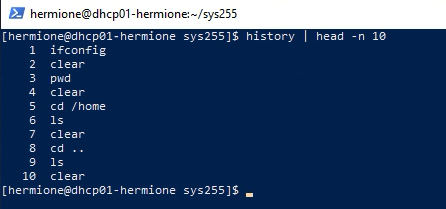 hermione@dhcp01-hermione:~/sys255
[hermione@dhcp01-hermione sys255]$ history | head -n 10
1 ifconfig
2 clear
3 pwd
4 clear
5 cd /home
6 ls
7 clear
8 cd ..
9 ls
10 clear
[hermione@dhcp01-hermione sys255]$